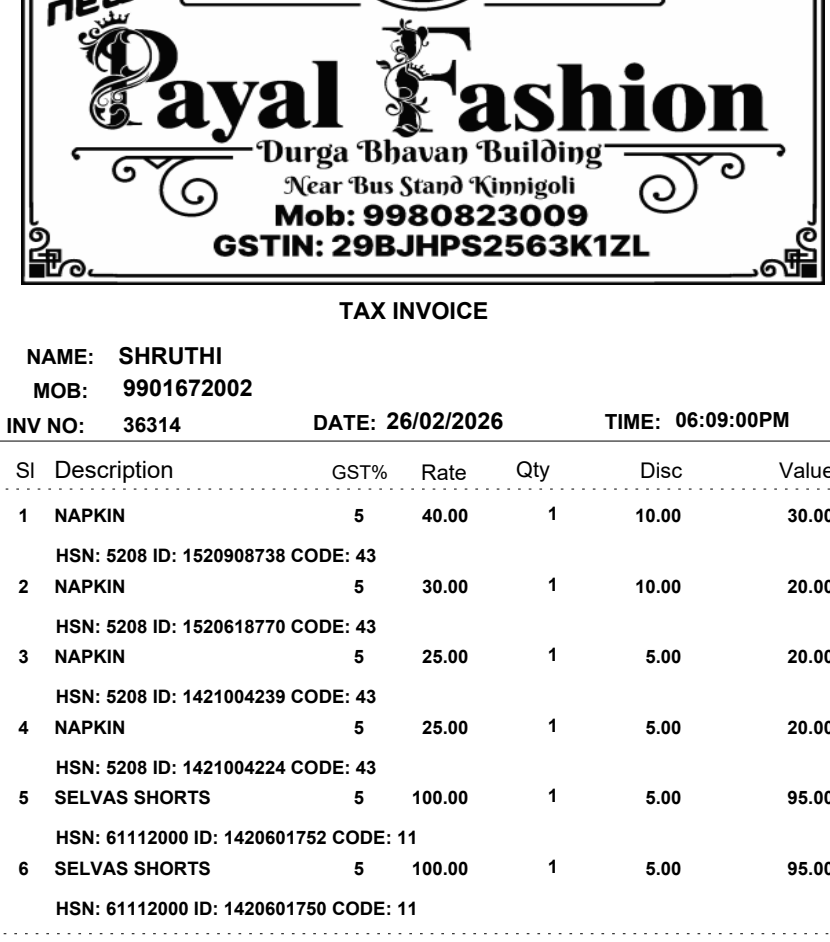 new
Payal Fashion
Durga Bhavan Building
Near Bus Stand Kinnigoli
Mob: 9980823009
GSTIN: 29BJHPS2563K1ZL
TAX INVOICE
NAME: SHRUTHI
MOB: 9901672002
INV NO: 36314 DATE: 26/02/2026 TIME: 06:09:00PM
Sl Description GST% Rate Qty Disc Value
1 NAPKIN 5 40.00 1 10.00 30.00
HSN: 5208 ID: 1520908738 CODE: 43
2 NAPKIN 5 30.00 1 10.00 20.00
HSN: 5208 ID: 1520618770 CODE: 43
3 NAPKIN 5 25.00 1 5.00 20.00
HSN: 5208 ID: 1421004239 CODE: 43
4 NAPKIN 5 25.00 1 5.00 20.00
HSN: 5208 ID: 1421004224 CODE: 43
5 SELVAS SHORTS 5 100.00 1 5.00 95.00
HSN: 61112000 ID: 1420601752 CODE: 11
6 SELVAS SHORTS 5 100.00 1 5.00 95.00
HSN: 61112000 ID: 1420601750 CODE: 11